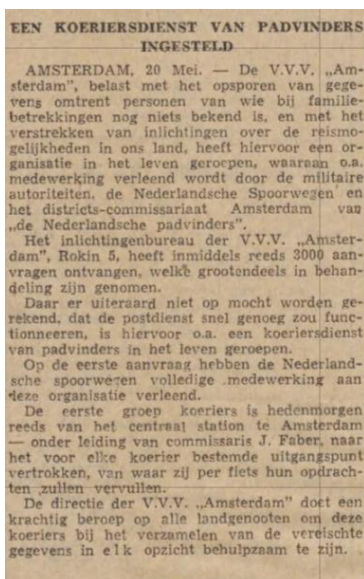 EEN KOERIERSDIENST VAN PADVINDERS
INGESTELD
AMSTERDAM, 20 Mei. — De V.V.V. „Am-
sterdam”, belast met het opsporen van gege-
vens omtrent personen van wie bij familie-
betrekkingen nog niets bekend is, en met het
verstrekken van inlichtingen over de reismo-
gelijkheden in ons land, heeft hiervoor een or-
ganisatie in het leven geroepen, waaraan o.a.
medewerking verleend wordt door de militaire
autoriteiten, de Nederlandsche Spoorwegen en
het districts-commissariaat Amsterdam van
„de Nederlandsche padvinders”.
Het inlichtingenbureau der V.V.V. „Amster-
dam”, Rokin 5, heeft inmiddels reeds 3000 aan-
vragen ontvangen, welke grootendeels in behan-
deling zijn genomen.
Daar er uiteraard niet op mocht worden ge-
rekend, dat de postdienst snel genoeg zou func-
tionneeren, is hiervoor o.a. een koeriersdienst
van padvinders in het leven geroepen.
Op de eerste aanvraag hebben de Nederland-
sche spoorwegen volledige medewerking aan
deze organisatie verleend.
De eerste groep koeriers is hedenmorgen
reeds van het centraal station te Amsterdam
— onder leiding van commissaris J. Faber, naar
het voor elke koerier bestemde uitgangspunt
vertrokken, van waar zij per fiets hun opdrach-
ten zullen vervullen.
De directie der V.V.V. „Amsterdam” doet een
krachtig beroep op alle landgenooten om deze
koeriers bij het verzamelen van de vereischte
gegevens in elk opzicht behulpzaam te zijn.